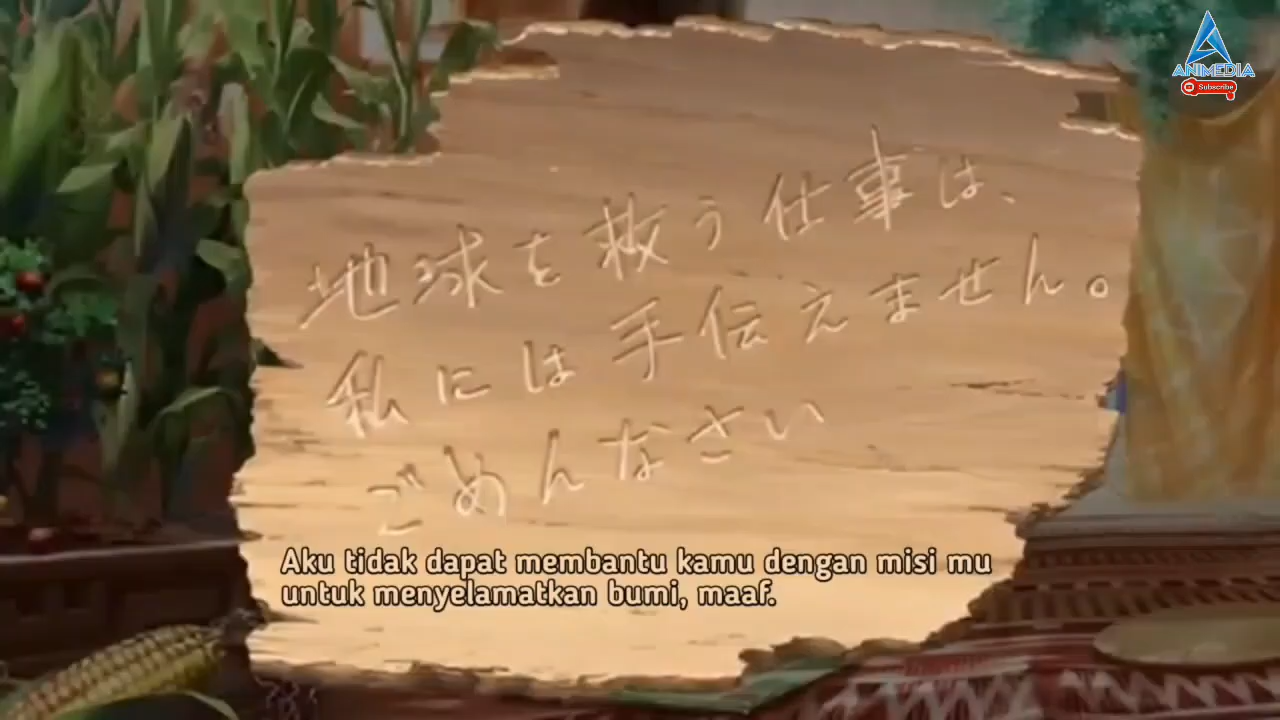 ANIMEDIA
Subscribe
地球を救う仕事は、
私には手伝えません。
ごめんなさい
Aku tidak dapat membantu kamu dengan misi mu
untuk menyelamatkan bumi, maaf.